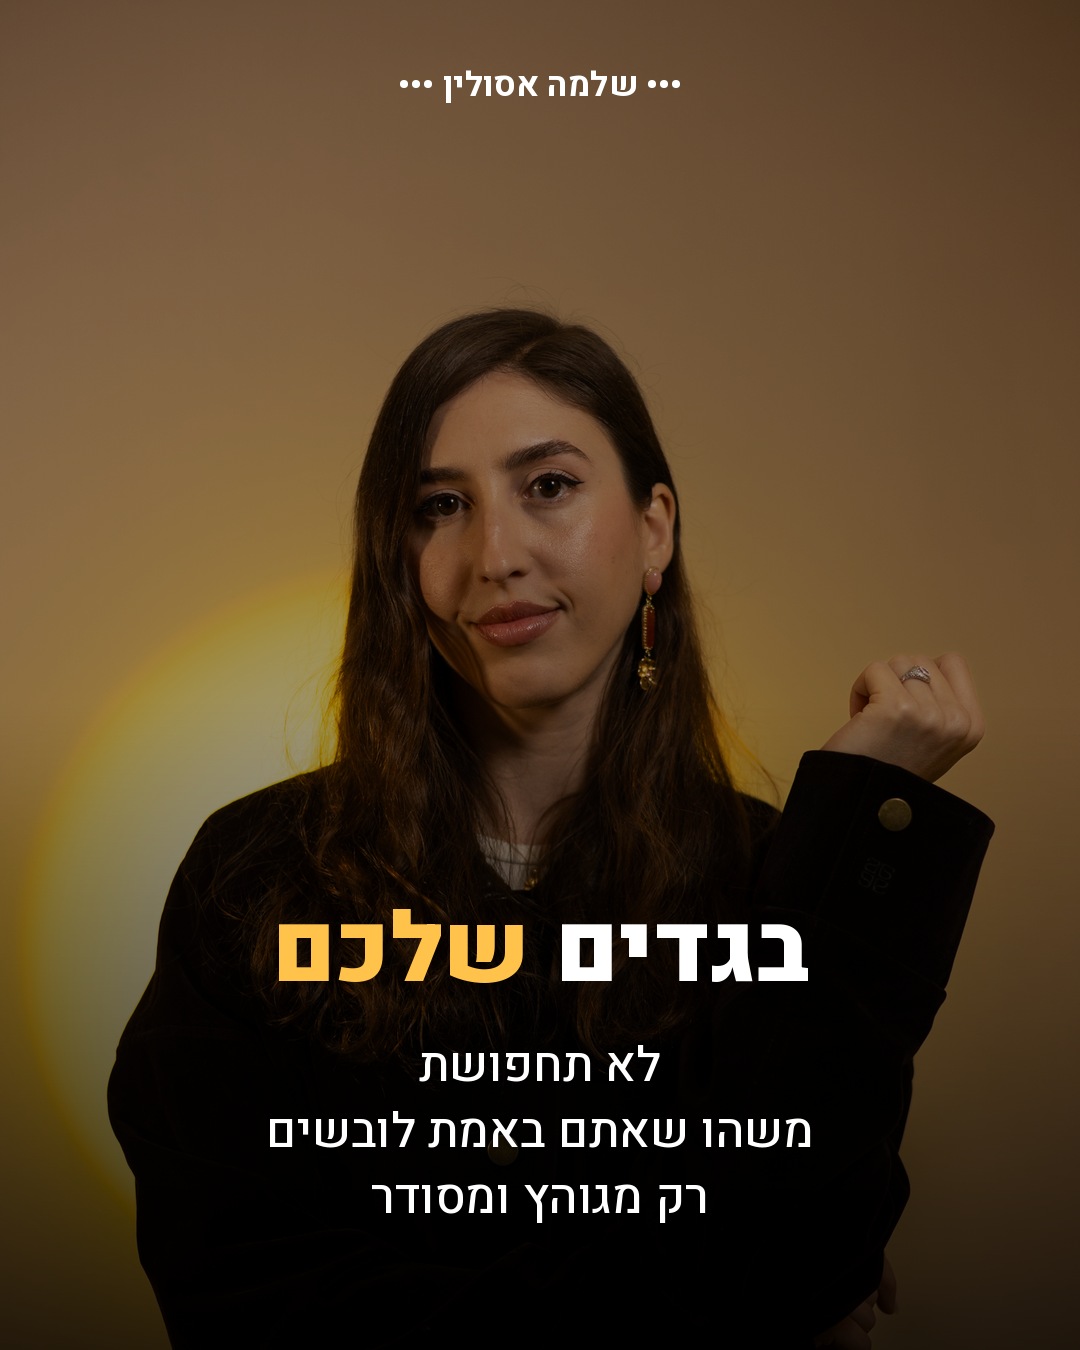 ••• שלמה אסולין •••
בגדים שלכם
לא תחפושת
משהו שאתם באמת לובשים
רק מגוהץ ומסודר